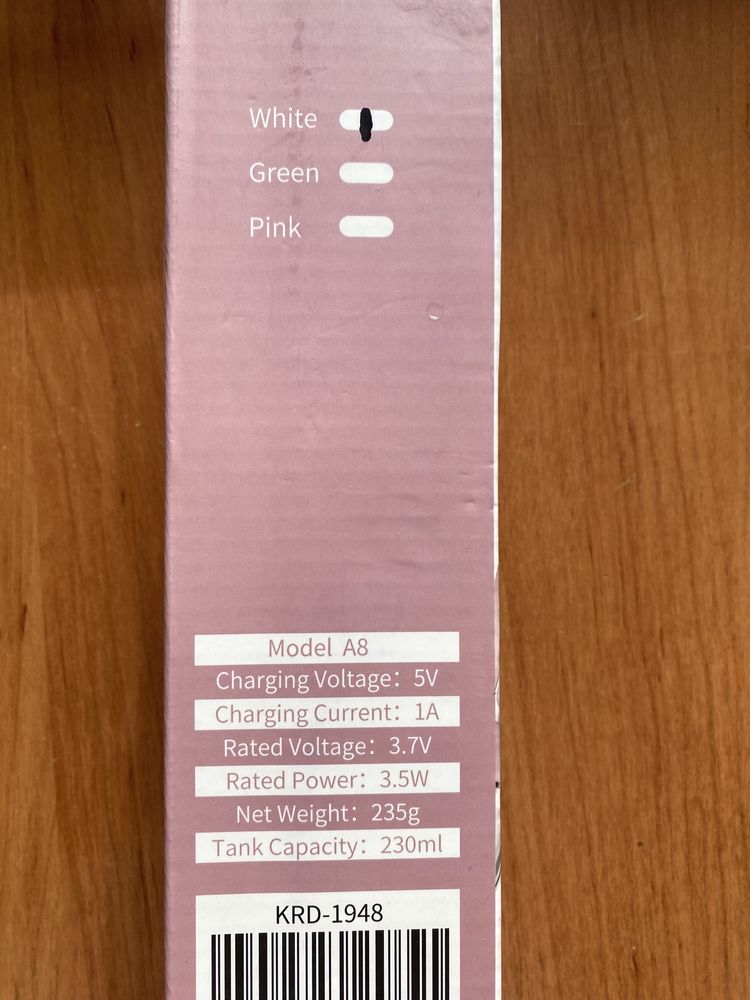 White
Green
Pink
Model A8
Charging Voltage：5V
Charging Current：1A
Rated Voltage：3.7V
Rated Power：3.5W
Net Weight：235g
Tank Capacity：230ml
KRD-1948